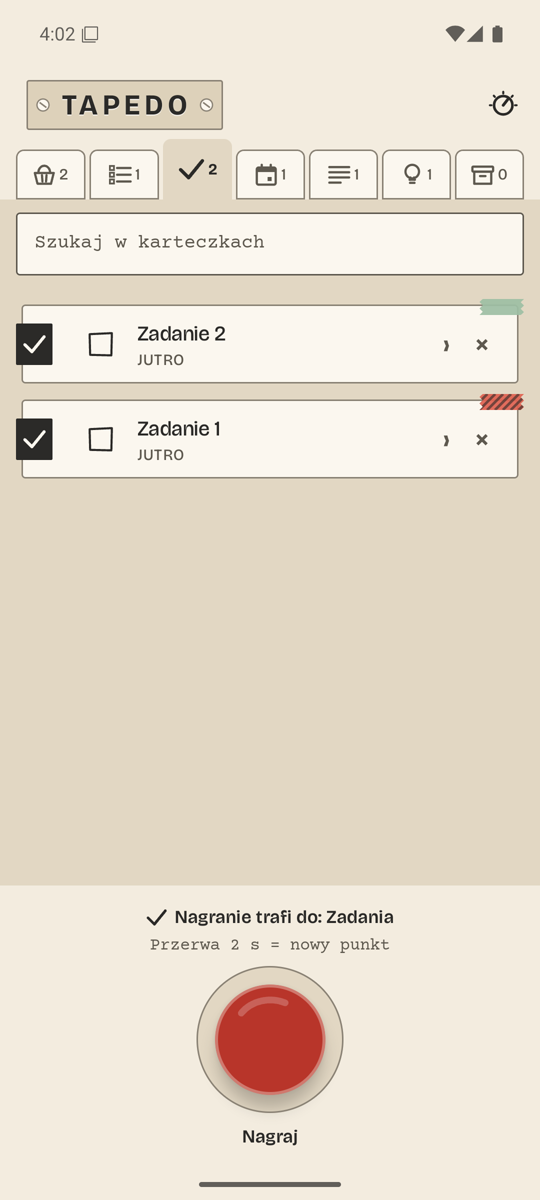 4:02
TAPEDO
2
1
2
1
1
1
0
Szukaj w karteczkach
Zadanie 2
JUTRO
Zadanie 1
JUTRO
Nagranie trafi do: Zadania
Przerwa 2 s = nowy punkt
Nagraj